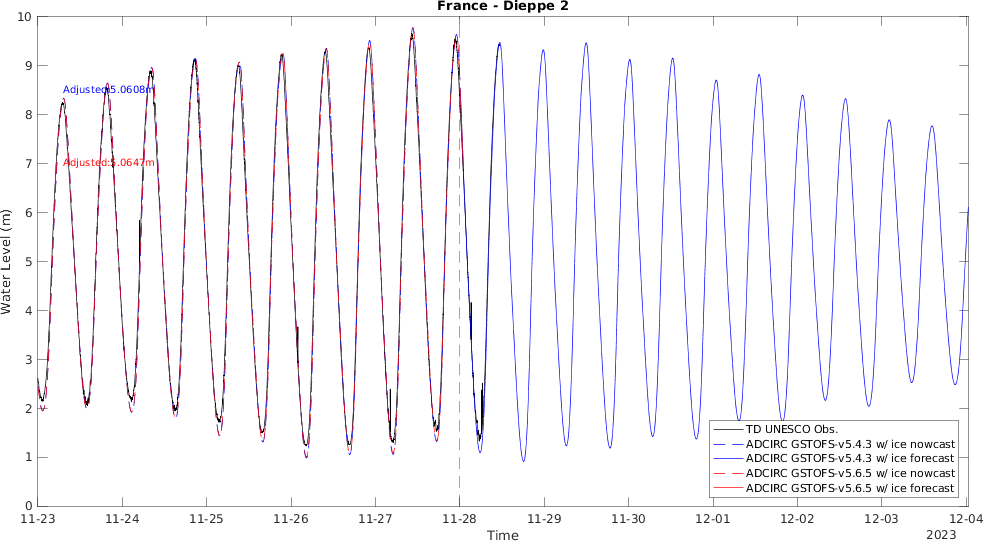 France - Dieppe 2
10
9
8
7
6
5
4
3
2
1
0
Water Level (m)
Adjusted:5.0608m
Adjusted:5.0647m
TD UNESCO Obs.
ADCIRC GSTOFS-v5.4.3 w/ ice nowcast
ADCIRC GSTOFS-v5.4.3 w/ ice forecast
ADCIRC GSTOFS-v5.6.5 w/ ice nowcast
ADCIRC GSTOFS-v5.6.5 w/ ice forecast
11-23 11-24 11-25 11-26 11-27 11-28 11-29 11-30 12-01 12-02 12-03 12-04
Time
2023